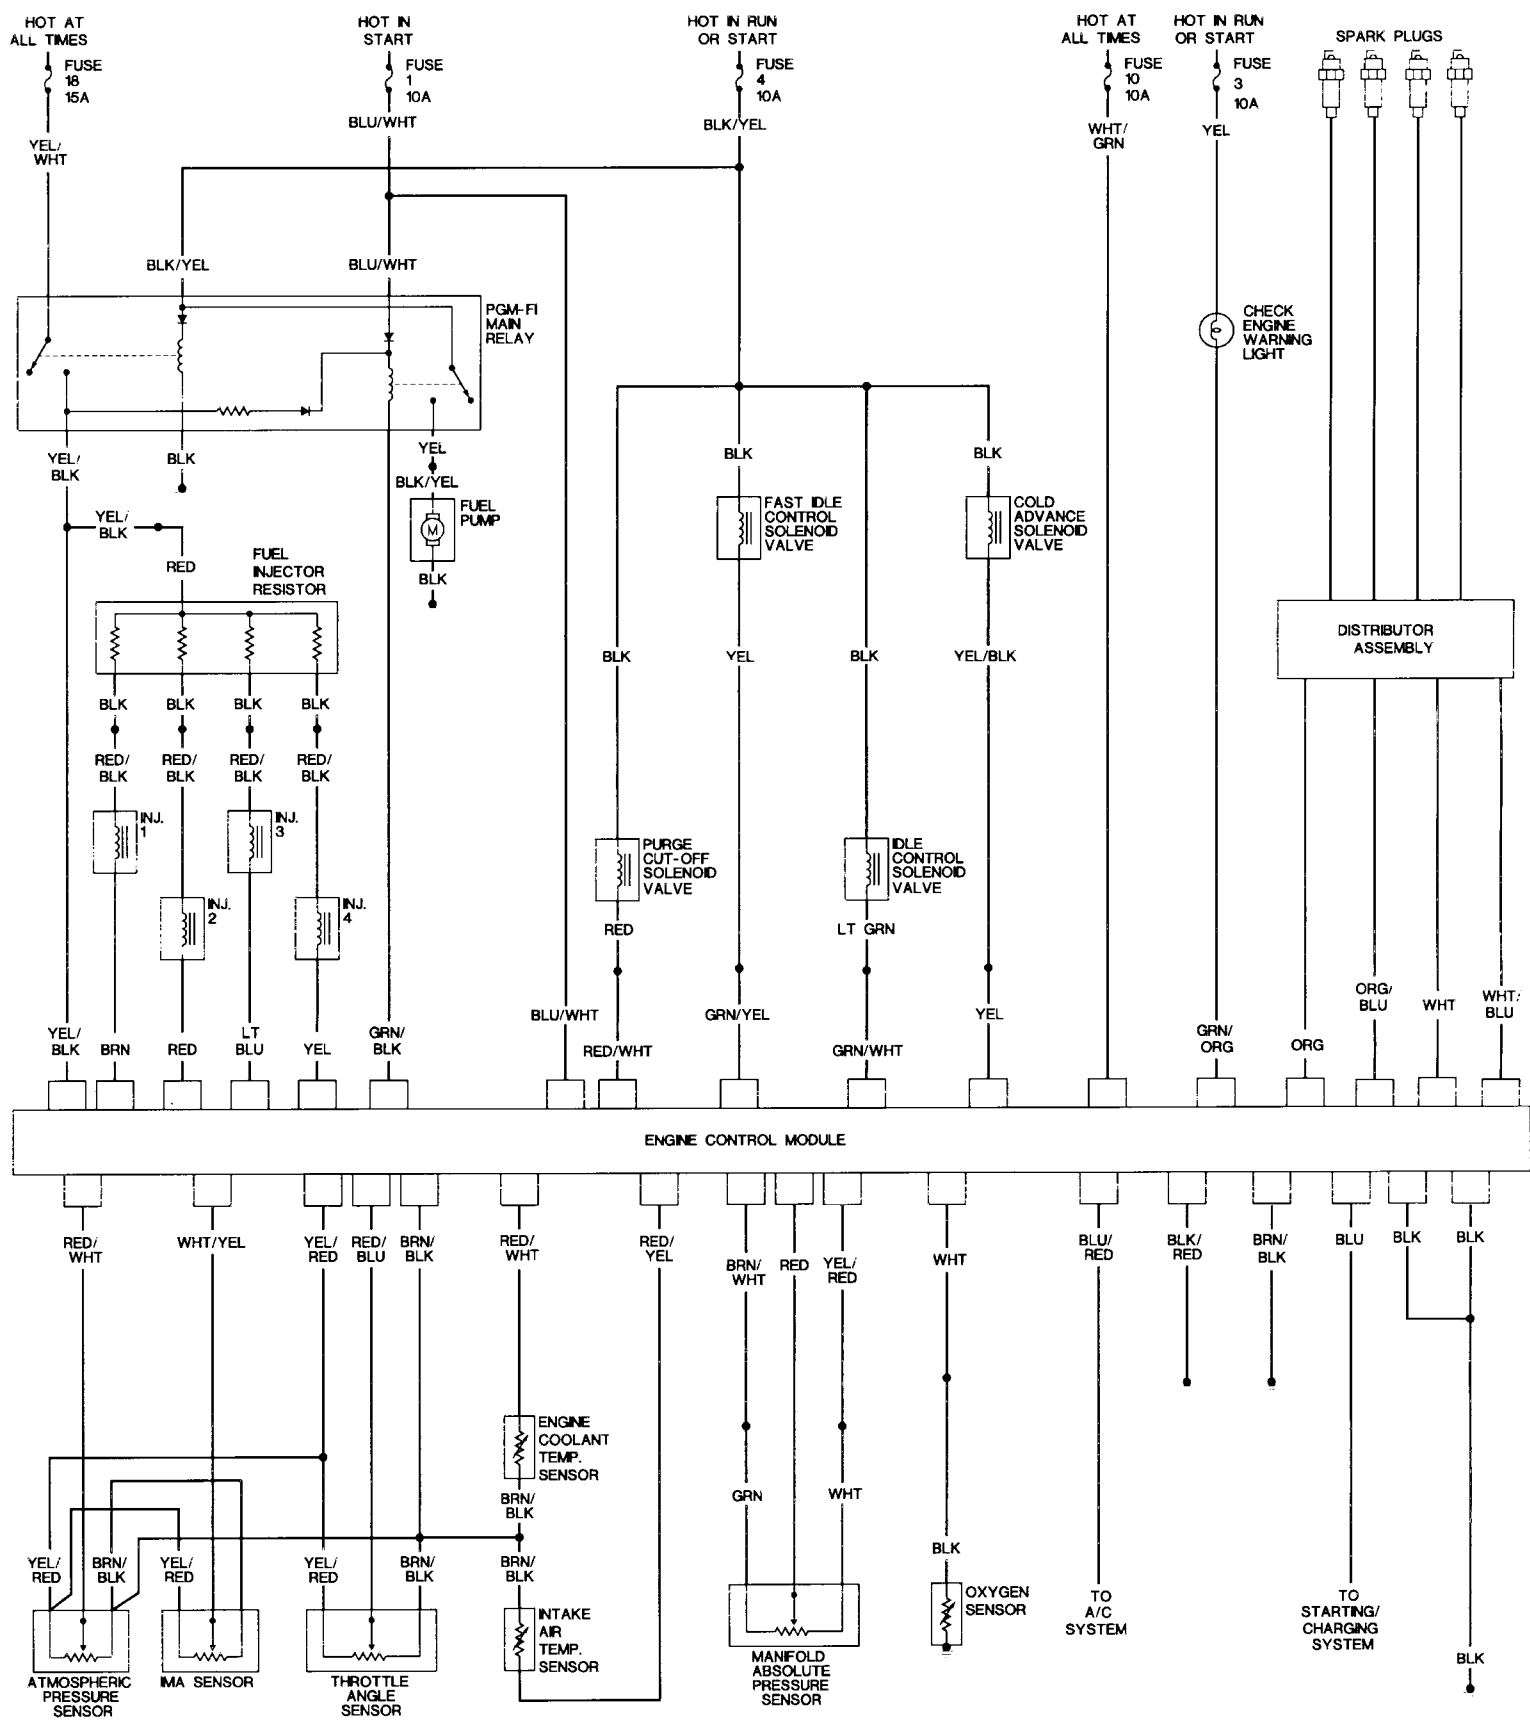 HOT AT
ALL TIMES
FUSE
18
15A
YEL/
WHT
HOT IN
START
FUSE
1
10A
BLU/WHT
HOT IN RUN
OR START
FUSE
4
10A
BLK/YEL
HOT AT
ALL TIMES
FUSE
10
10A
WHT/
GRN
HOT IN RUN
OR START
FUSE
3
10A
YEL
SPARK PLUGS
BLK/YEL
BLU/WHT
PGM-FI
MAIN
RELAY
CHECK
ENGINE
WARNING
LIGHT
YEL/
BLK
BLK
YEL
BLK/YEL
FUEL
PUMP
M
BLK
YEL/
BLK
RED
FUEL
INJECTOR
RESISTOR
BLK
FAST IDLE
CONTROL
SOLENOID
VALVE
BLK
COLD
ADVANCE
SOLENOID
VALVE
DISTRIBUTOR
ASSEMBLY
BLK
YEL
BLK
YEL/BLK
BLK
BLK
BLK
BLK
RED/
BLK
RED/
BLK
RED/
BLK
RED/
BLK
INJ.
1
INJ.
3
INJ.
2
INJ.
4
PURGE
CUT-OFF
SOLENOID
VALVE
IDLE
CONTROL
SOLENOID
VALVE
RED
LT GRN
YEL/
BLK
BRN
RED
LT
BLU
YEL
GRN/
BLK
BLU/WHT
RED/WHT
GRN/YEL
GRN/WHT
YEL
GRN/
ORG
ORG
ORG/
BLU
WHT
WHT/
BLU
ENGINE CONTROL MODULE
RED/
WHT
WHT/YEL
YEL/
RED
RED/
BLU
BRN/
BLK
RED/
WHT
RED/
YEL
BRN/
WHT
RED
YEL/
RED
WHT
BLU/
RED
BLK/
RED
BRN/
BLK
BLU
BLK
BLK
ENGINE
COOLANT
TEMP.
SENSOR
BRN/
BLK
GRN
WHT
BLK
YEL/
RED
BRN/
BLK
YEL/
RED
YEL/
RED
BRN/
BLK
BRN/
BLK
INTAKE
AIR
TEMP.
SENSOR
OXYGEN
SENSOR
TO
A/C
SYSTEM
TO
STARTING/
CHARGING
SYSTEM
BLK
ATMOSPHERIC
PRESSURE
SENSOR
IMA SENSOR
THROTTLE
ANGLE
SENSOR
MANIFOLD
ABSOLUTE
PRESSURE
SENSOR